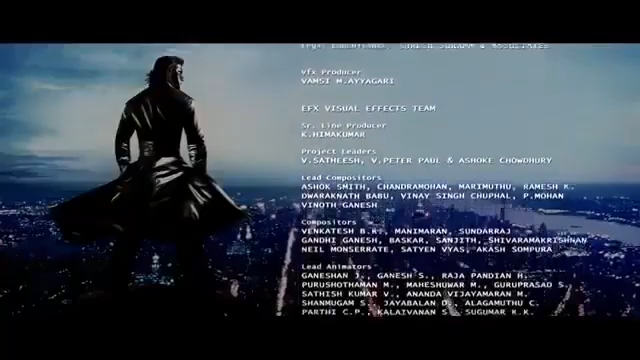 Vfx Producer
VAMSI M.AYYAGARI
EFX VISUAL EFFECTS TEAM
Sr. Line Producer
K.HIMAKUMAR
Project Leaders
V.SATHEESH, V.PETER PAUL & ASHOKE CHOWDHURY
Lead Compositors
ASHOK SMITH, CHANDRAMOHAN, MARIMUTHU, RAMESH K.
DWARAKNATH BABU, VINAY SINGH CHUPHAL, P.MOHAN
VINOTH GANESH
Compositors
VENKATESH B.K., MANIMARAN, SUNDARRAJ
GANDHI GANESH, BASKAR, SANJITH, SHIVARAMAKRISHNAN
NEIL MONSERRATE, SATYEN VYAS, AKASH SOMPURA
Lead Animators
GANESHAN J., GANESH S., RAJA PANDIAN H.
PURUSHOTHAMAN M., MAHESHUWAR M., GURUPRASAD S.
SATHISH KUMAR V., ANANDA VIJAYAMARAN M.
SHANMUGAM S., JAYABALAN D., ALAGAMUTHU C.
PARTHI C.P. KALAIVANAN S., SUGUMAR K.K.